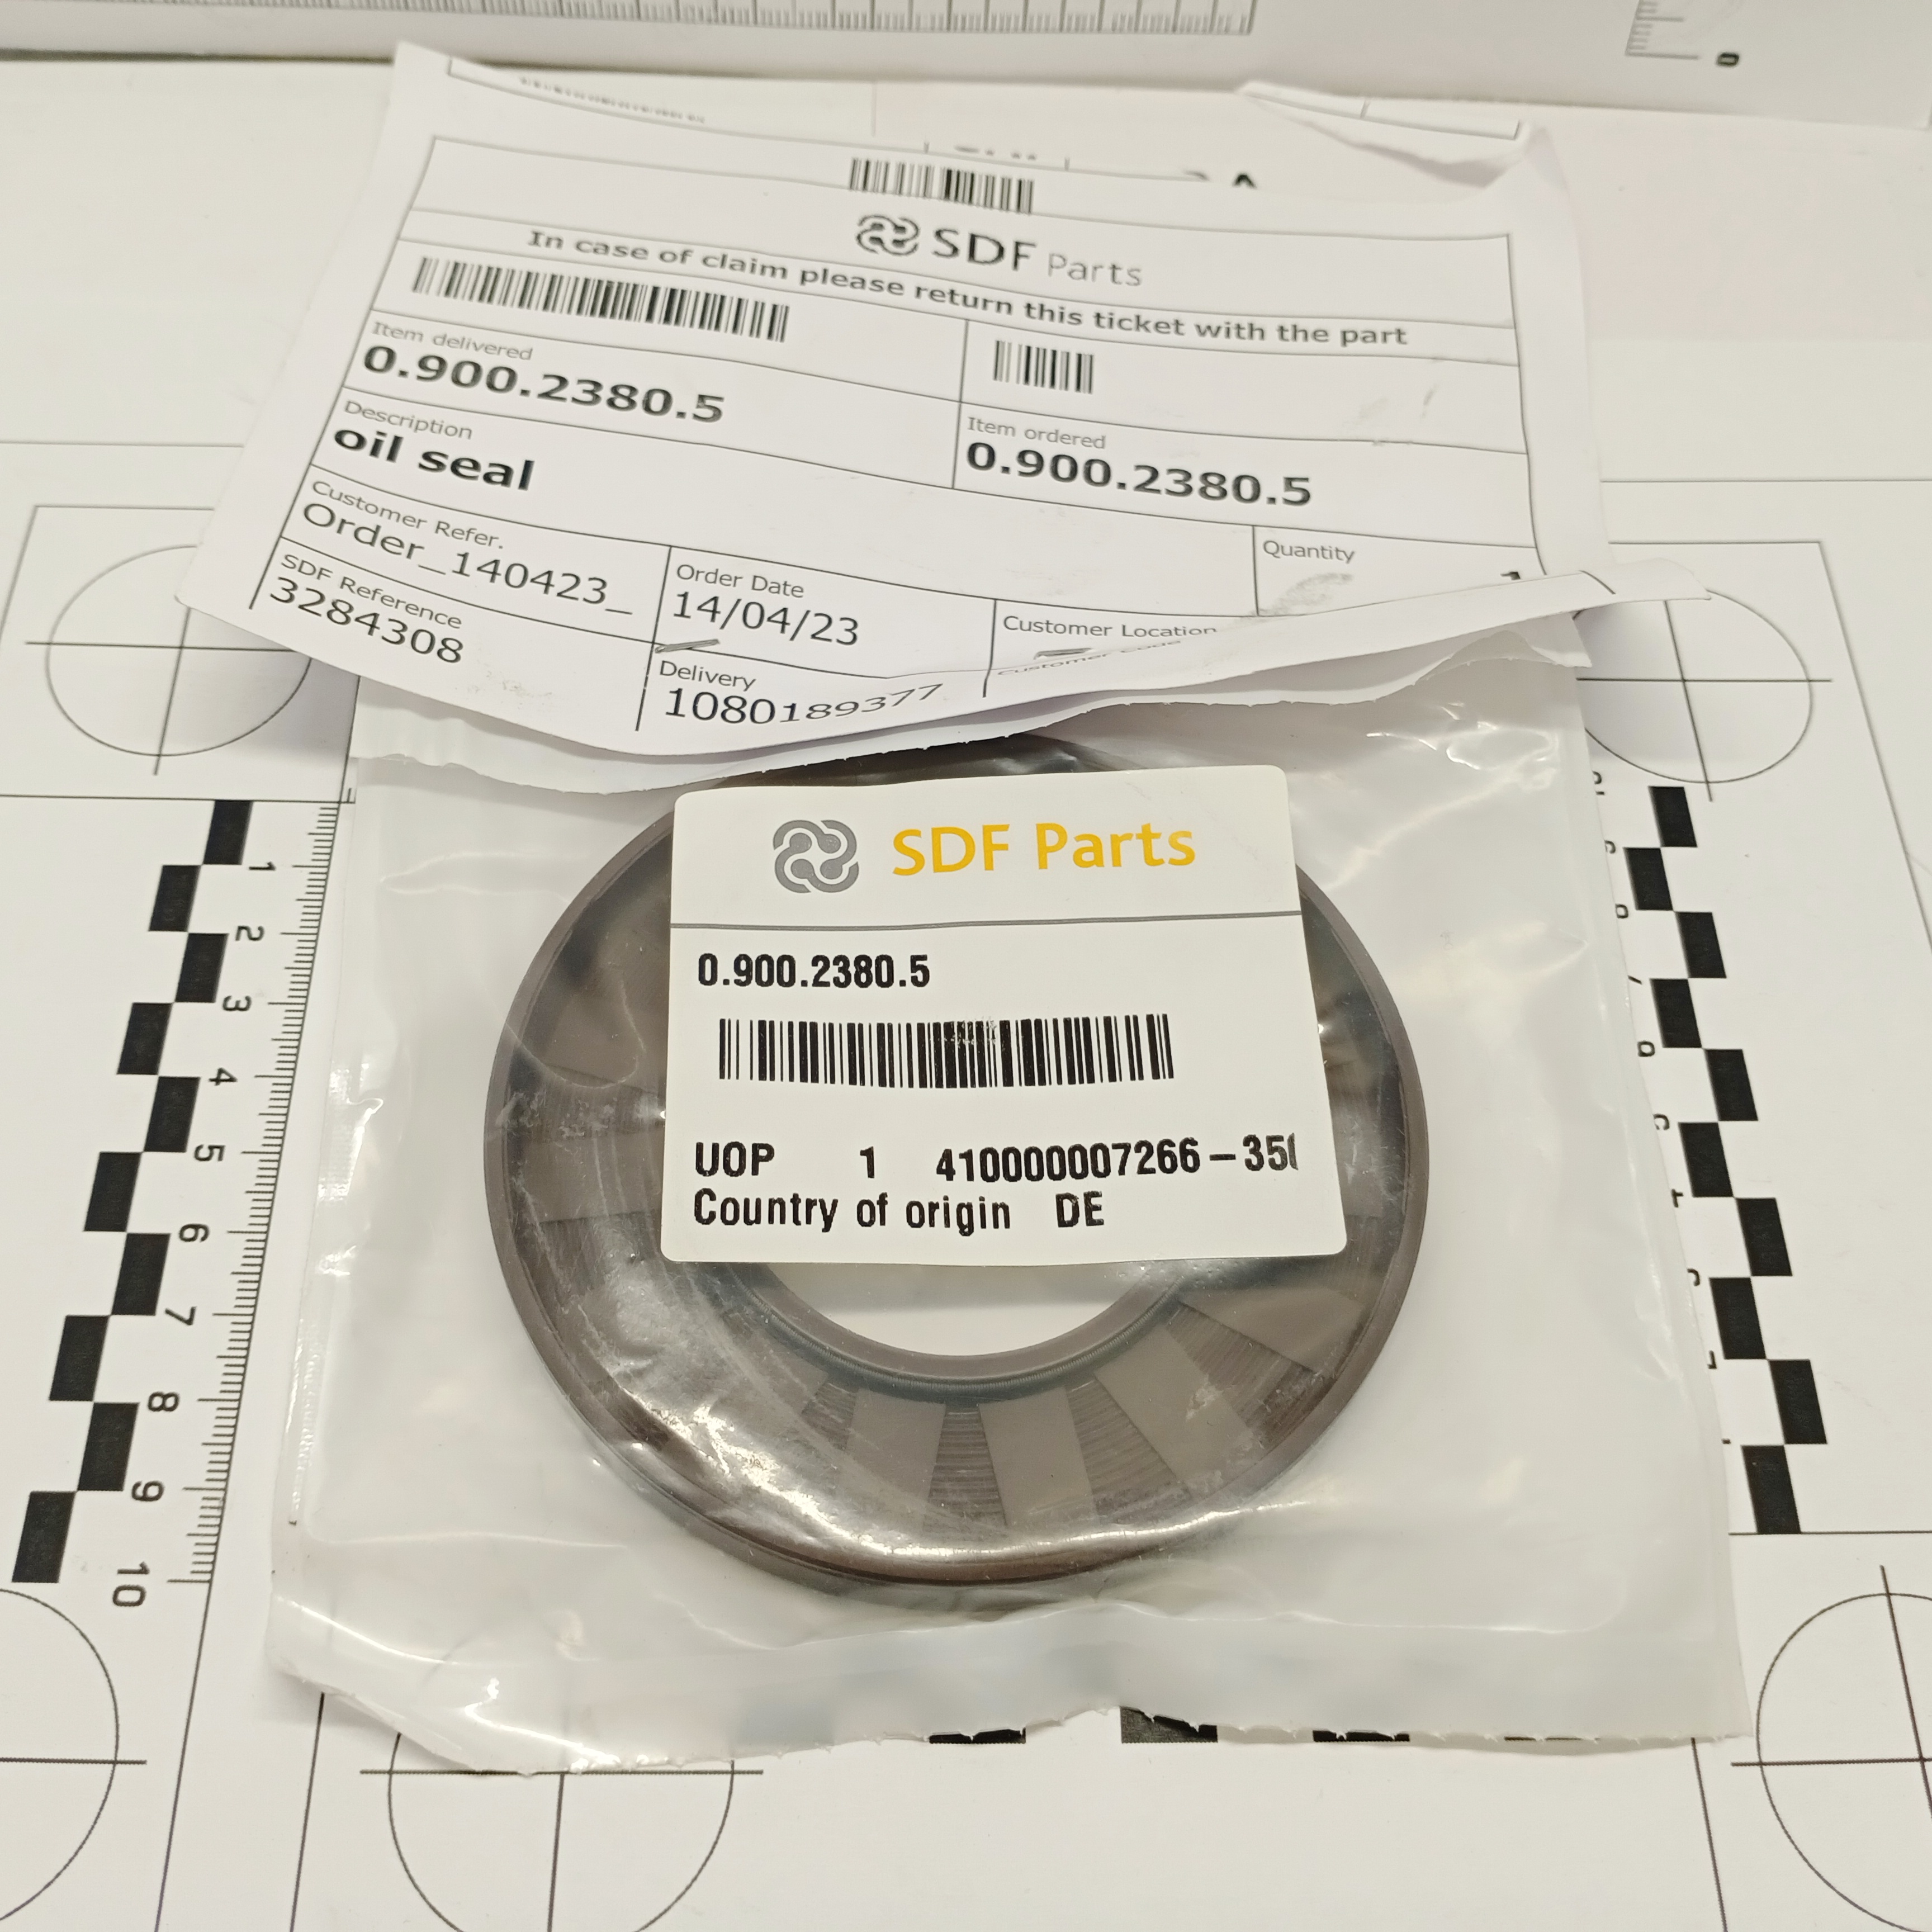 0
SDF Parts
In case of claim please return this ticket with the part
Item delivered
0.900.2380.5
Item ordered
0.900.2380.5
Description
oil seal
Quantity
Customer Refer.
Order_140423_
Order Date
14/04/23
Customer Location
SDF Reference
3284308
Delivery
1080189377
Customer Code
SDF Parts
0.900.2380.5
UOP 1 410000007266-35
Country of origin DE
1
2
3
4
5
6
7
8
9
10